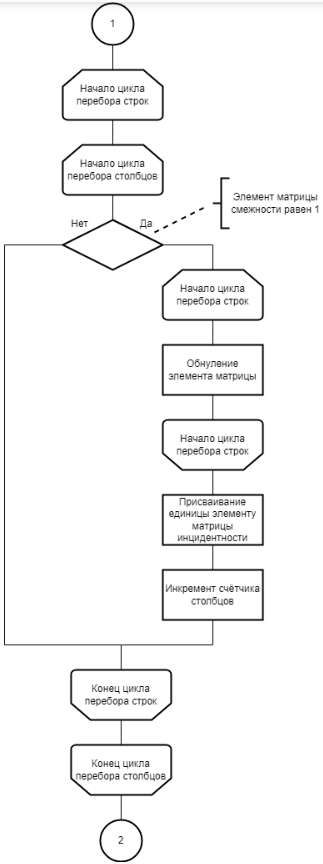 1
Начало цикла
перебора строк
Начало цикла
перебора столбцов
Нет
Да
Элемент матрицы
смежности равен 1
Начало цикла
перебора строк
Обнуление
элемента матрицы
Начало цикла
перебора строк
Присваивание
единицы элементу
матрицы
инцидентности
Инкремент счётчика
столбцов
Конец цикла
перебора строк
Конец цикла
перебора столбцов
2